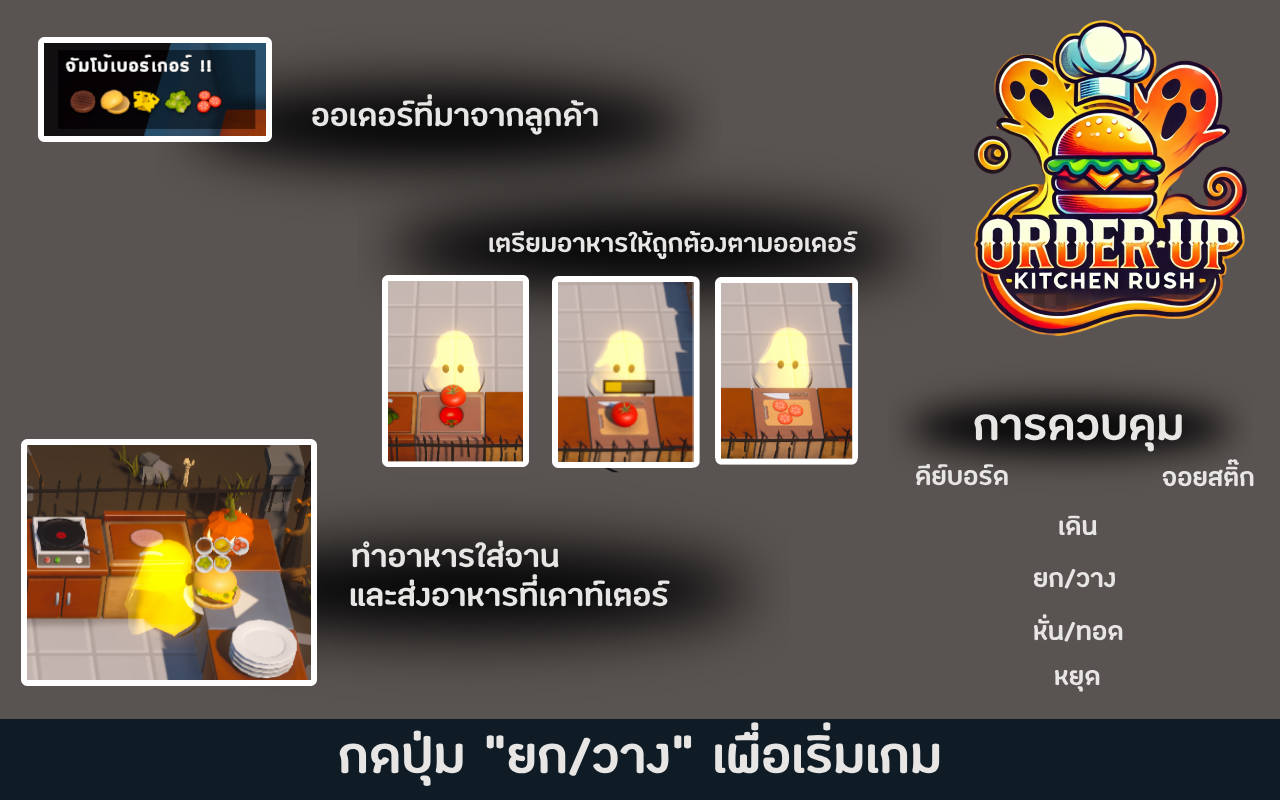 จัมโบ้เบอร์เกอร์ !!
ออเดอร์ที่มาจากลูกค้า
ORDER·UP
·KITCHEN RUSH·
เตรียมอาหารให้ถูกต้องตามออเดอร์
การควบคุม
คีย์บอร์ด จอยสติ๊ก
เดิน
ยก/วาง
หั่น/ทอด
หยุด
ทำอาหารใส่จาน
และส่งอาหารที่เคาท์เตอร์
กดปุ่ม "ยก/วาง" เพื่อเริ่มเกม